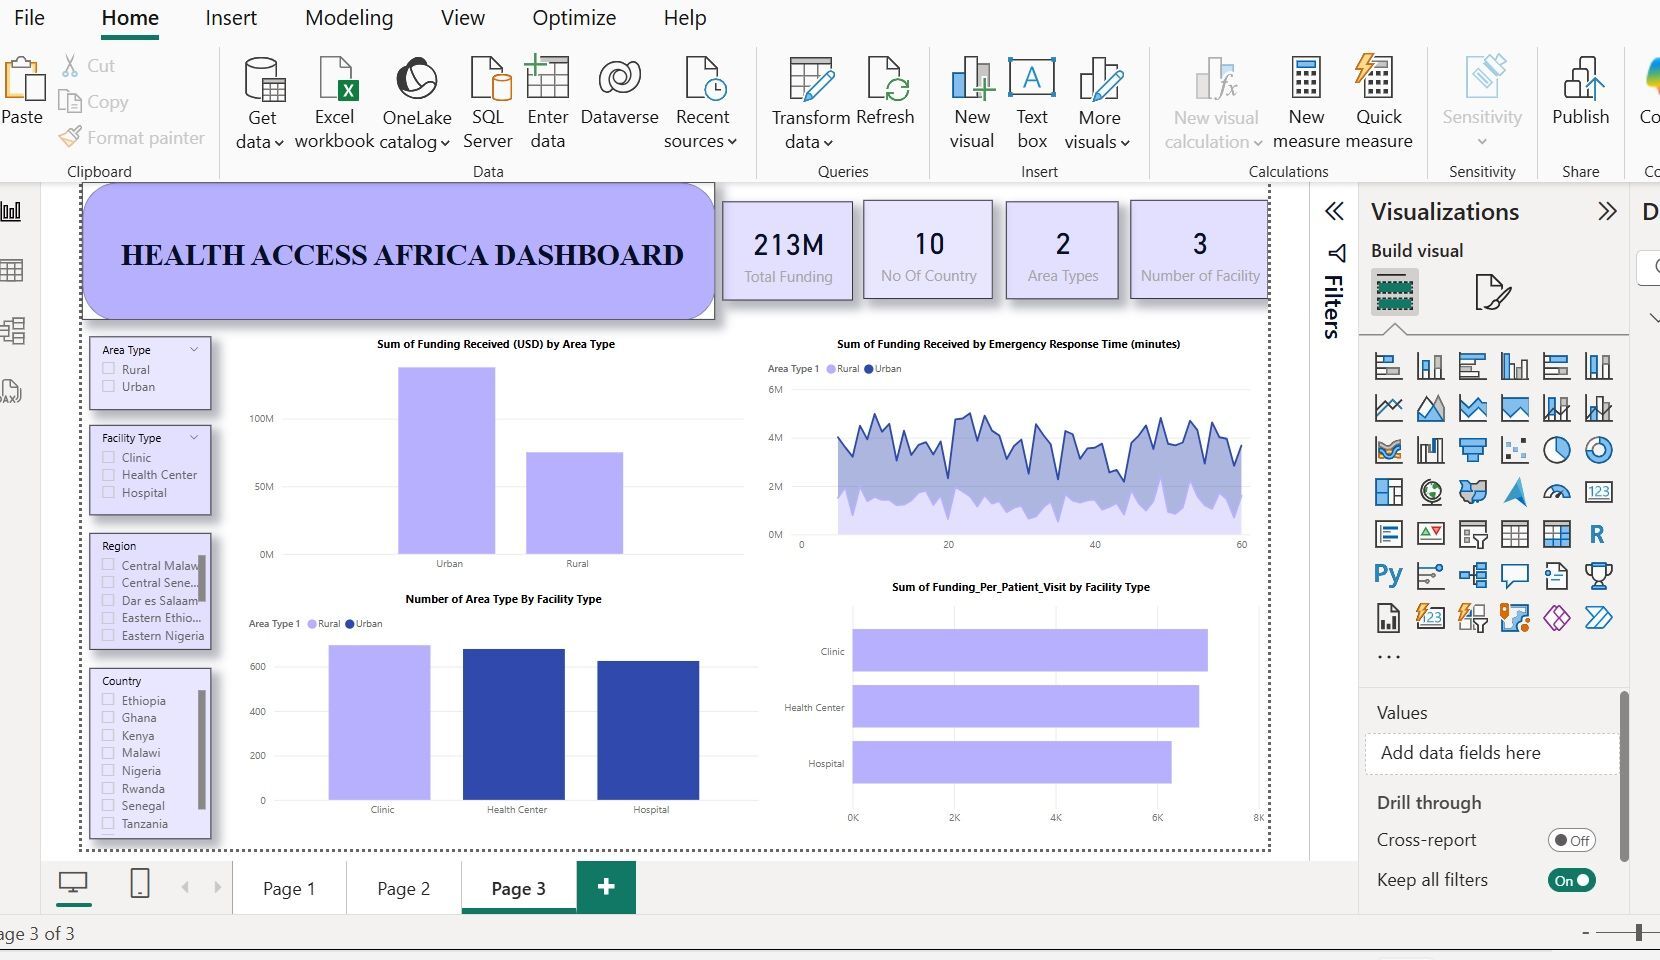 File Home Insert Modeling View Optimize Help
Paste
Cut
Copy
Format painter
Clipboard
Get data
Excel workbook
OneLake catalog
SQL Server
Enter data
Dataverse
Recent sources
Data
Transform data
Refresh
Queries
New visual
Text box
More visuals
Insert
New visual calculation
New measure
Quick measure
Calculations
Sensitivity
Sensitivity
Publish
Share
Co
Co
HEALTH ACCESS AFRICA DASHBOARD
213M
Total Funding
10
No Of Country
2
Area Types
3
Number of Facility
Area Type
Rural
Urban
Facility Type
Clinic
Health Center
Hospital
Region
Central Malaw
Central Sene...
Dar es Salaam
Eastern Ethio...
Eastern Nigeria
Country
Ethiopia
Ghana
Kenya
Malawi
Nigeria
Rwanda
Senegal
Tanzania
Sum of Funding Received (USD) by Area Type
100M
50M
0M
Urban Rural
Sum of Funding Received by Emergency Response Time (minutes)
Area Type 1 Rural Urban
6M
4M
2M
0M
0 20 40 60
Number of Area Type By Facility Type
Area Type 1 Rural Urban
600
400
200
0
Clinic Health Center Hospital
Sum of Funding_Per_Patient_Visit by Facility Type
Clinic
Health Center
Hospital
0K 2K 4K 6K 8K
Filters
Visualizations
D
Build visual
123
R
Py
123
...
Values
Add data fields here
Drill through
Cross-report Off
Keep all filters On
Page 1 Page 2 Page 3 +
age 3 of 3
DAX
X
A
fx